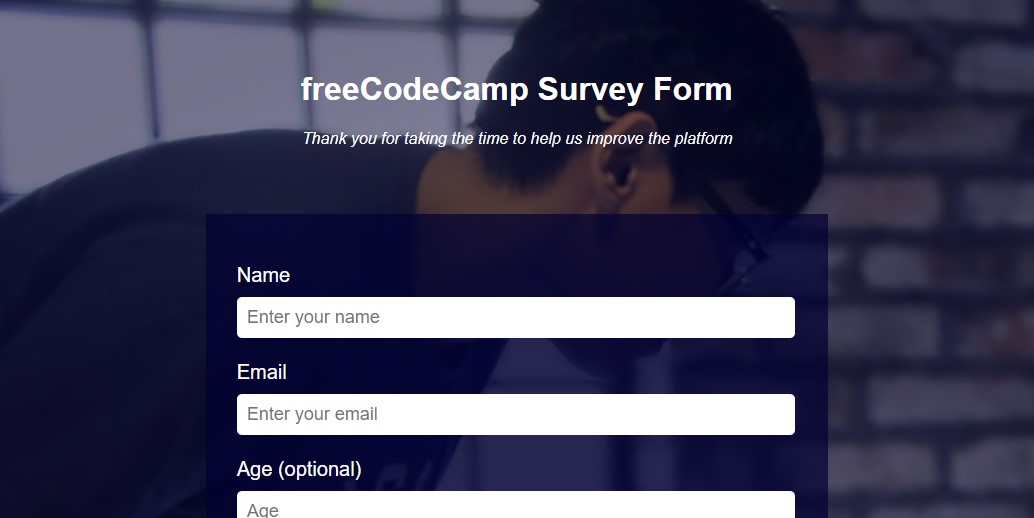 freeCodeCamp Survey Form
Thank you for taking the time to help us improve the platform
Name
Enter your name
Email
Enter your email
Age (optional)
Age